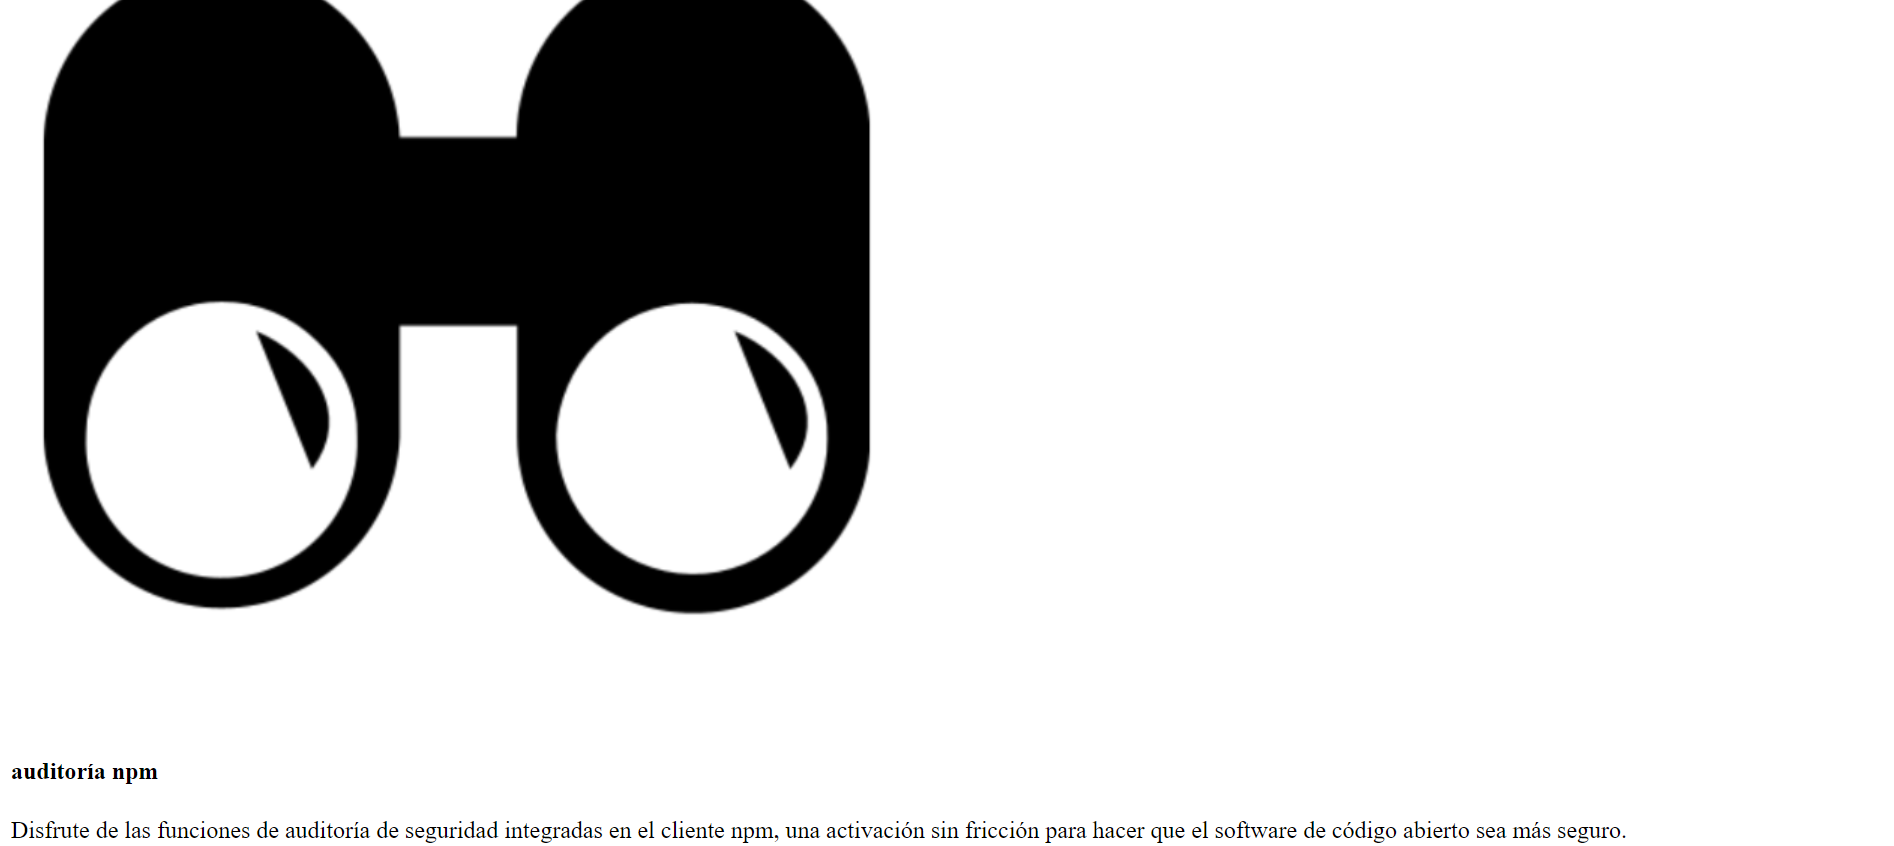 auditoría npm
Disfrute de las funciones de auditoría de seguridad integradas en el cliente npm, una activación sin fricción para hacer que el software de código abierto sea más seguro.